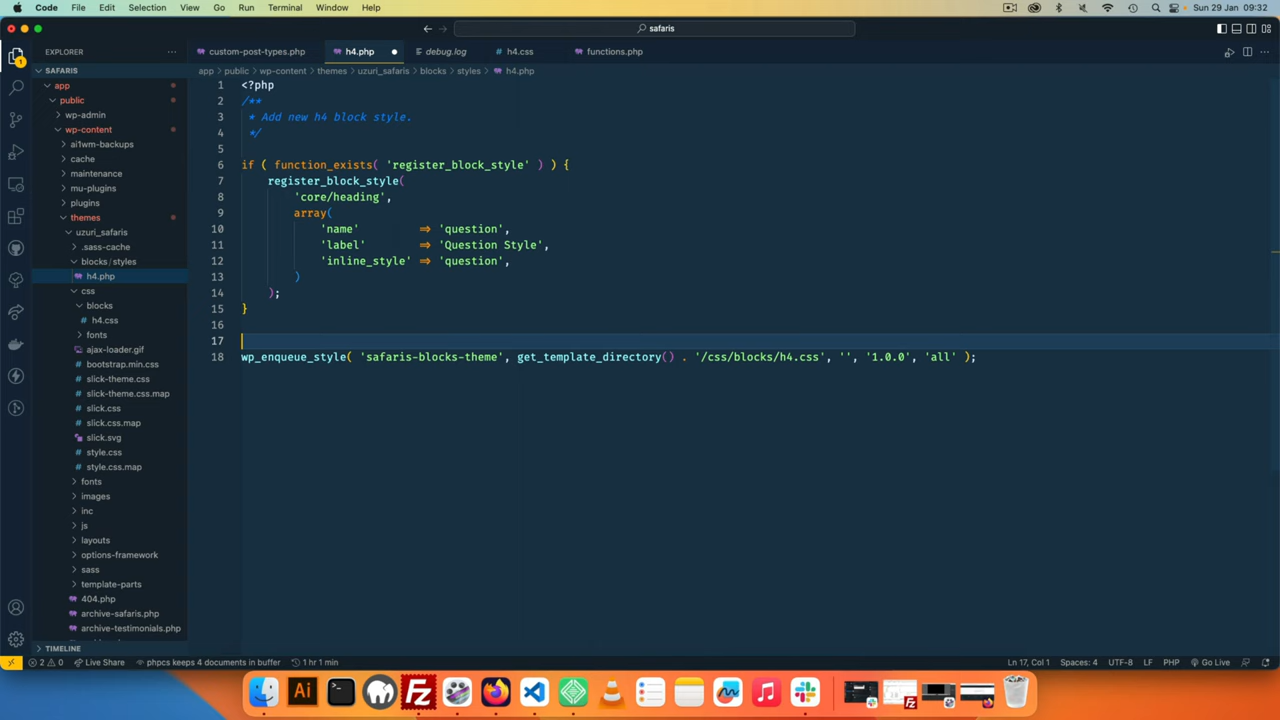 Code File Edit Selection View Go Run Terminal Window Help Sun 29 Jan 09:32
safaris
EXPLORER
custom-post-types.php h4.php debug.log h4.css functions.php
SAFARIS
app public wp-content themes uzuri_safaris blocks styles h4.php
app
public
wp-admin
wp-content
ai1wm-backups
cache
maintenance
mu-plugins
plugins
themes
uzuri_safaris
.sass-cache
blocks / styles
h4.php
css
blocks
h4.css
fonts
ajax-loader.gif
bootstrap.min.css
slick-theme.css
slick-theme.css.map
slick.css
slick.css.map
slick.svg
style.css
style.css.map
fonts
images
inc
js
layouts
options-framework
sass
template-parts
404.php
archive-safaris.php
archive-testimonials.php
TIMELINE
1 <?php
2 /**
3 * Add new h4 block style.
4 */
5
6 if ( function_exists( 'register_block_style' ) ) {
7 register_block_style(
8 'core/heading',
9 array(
10 'name' => 'question',
11 'label' => 'Question Style',
12 'inline_style' => 'question',
13 )
14 );
15 }
16
17
18 wp_enqueue_style( 'safaris-blocks-theme', get_template_directory() . '/css/blocks/h4.css', '', '1.0.0', 'all' );
1
2 0 Live Share phpcs keeps 4 documents in buffer 1 hr 1 min Ln 17, Col 1 Spaces: 4 UTF-8 LF PHP Go Live
Ai Fz